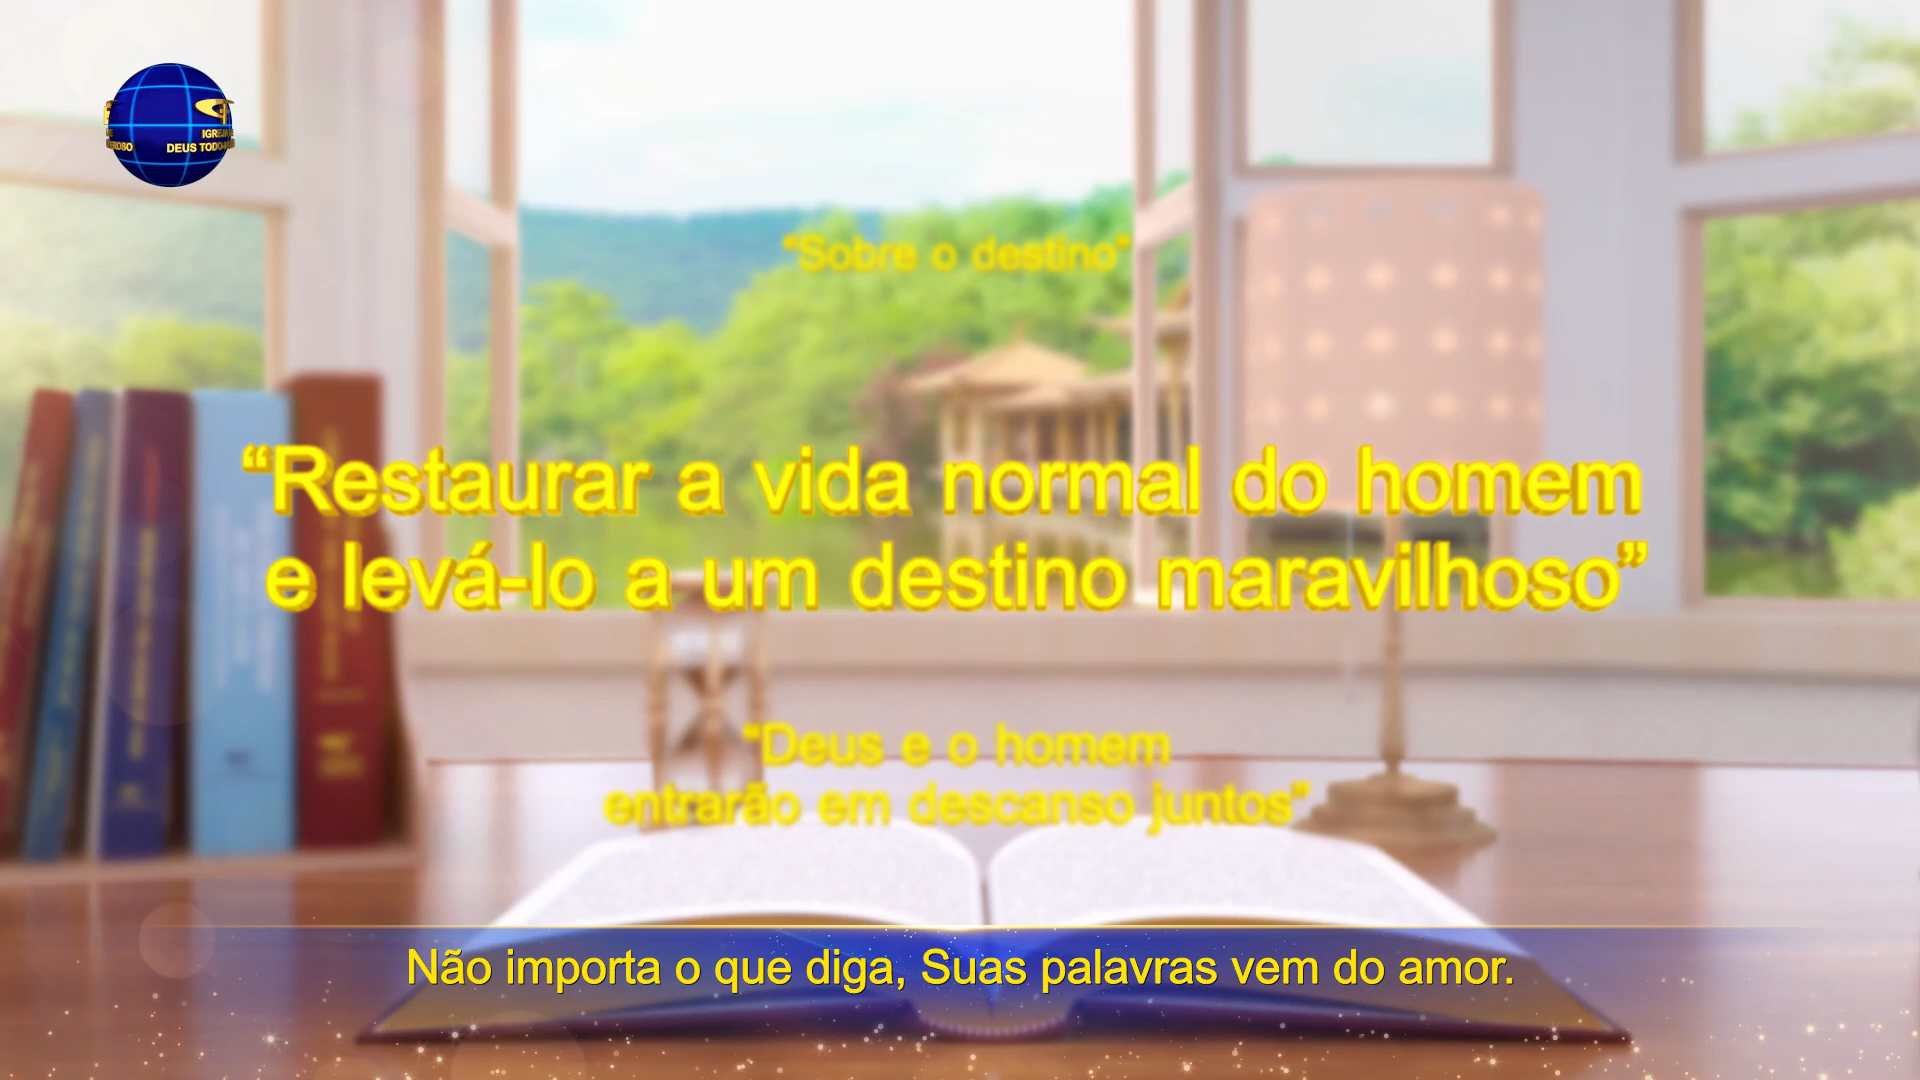 IGREJA
DEUS TODO
"Sobre o destino"
“Restaurar a vida normal do homem
e levá-lo a um destino maravilhoso”
"Deus e o homem
entrarão em descanso juntos"
Não importa o que diga, Suas palavras vem do amor.